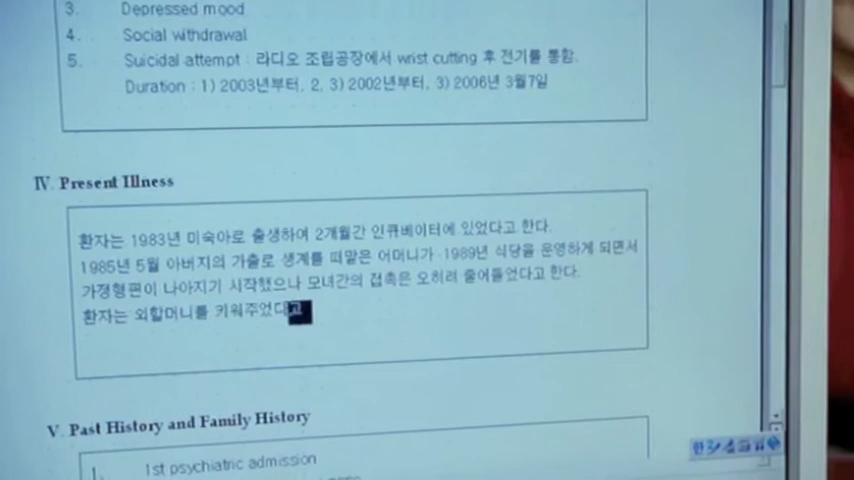 3. Depressed mood
4. Social withdrawal
5. Suicidal attempt : 라디오 조립공장에서 wrist cutting 후 전기를 통함.
Duration : 1) 2003년부터, 2, 3) 2002년부터, 3) 2006년 3월7일
Ⅳ. Present Illness
환자는 1983년 미숙아로 출생하여 2개월간 인큐베이터에 있었다고 한다.
1985년 5월 아버지의 가출로 생계를 떠맡은 어머니가 1989년 식당을 운영하게 되면서
가정형편이 나아지기 시작했으나 모녀간의 접촉은 오히려 줄어들었다고 한다.
환자는 외할머니를 키워주었다고
Ⅴ. Past History and Family History
1. 1st psychiatric admission